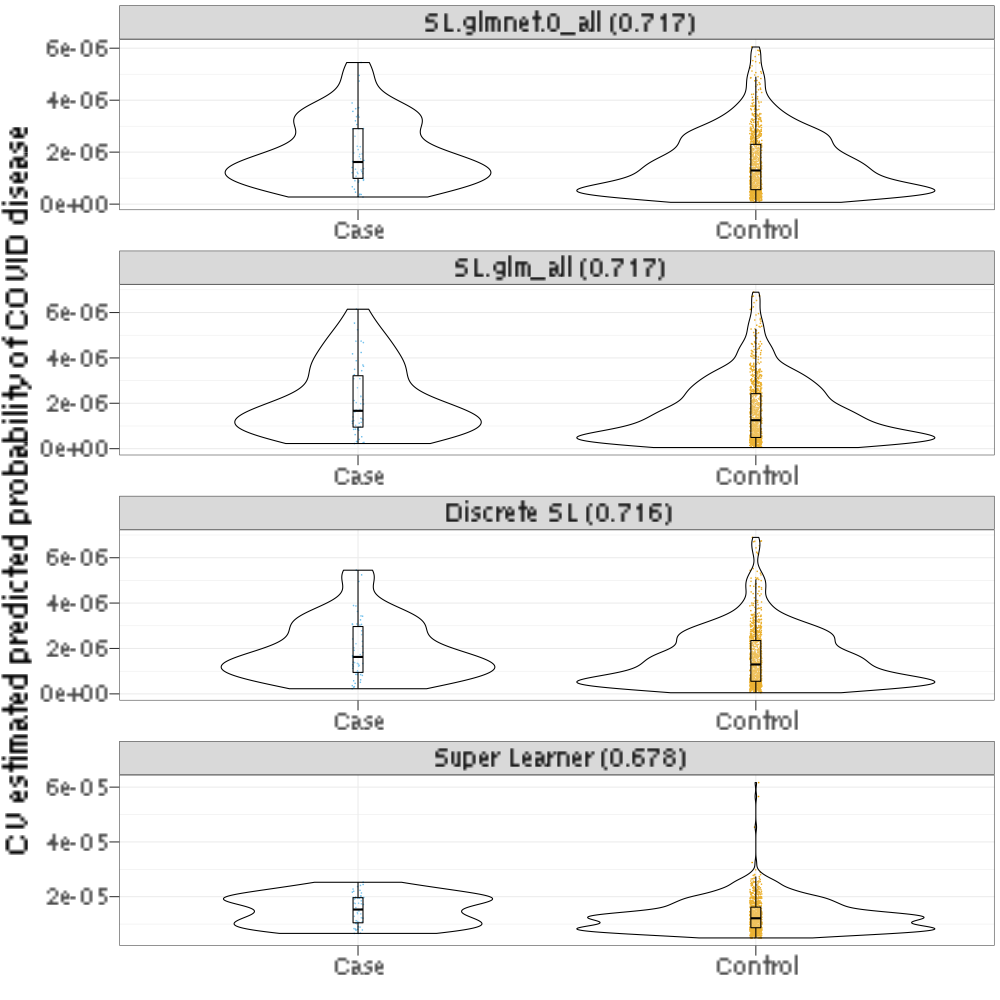 CV estimated predicted probability of COVID disease
SL.glmnet.0_all (0.717)
6e-06
4e-06
2e-06
0e+00
Case
Control
SL.glm_all (0.717)
6e-06
4e-06
2e-06
0e+00
Case
Control
Discrete SL (0.716)
6e-06
4e-06
2e-06
0e+00
Case
Control
Super Learner (0.678)
6e-05
4e-05
2e-05
Case
Control